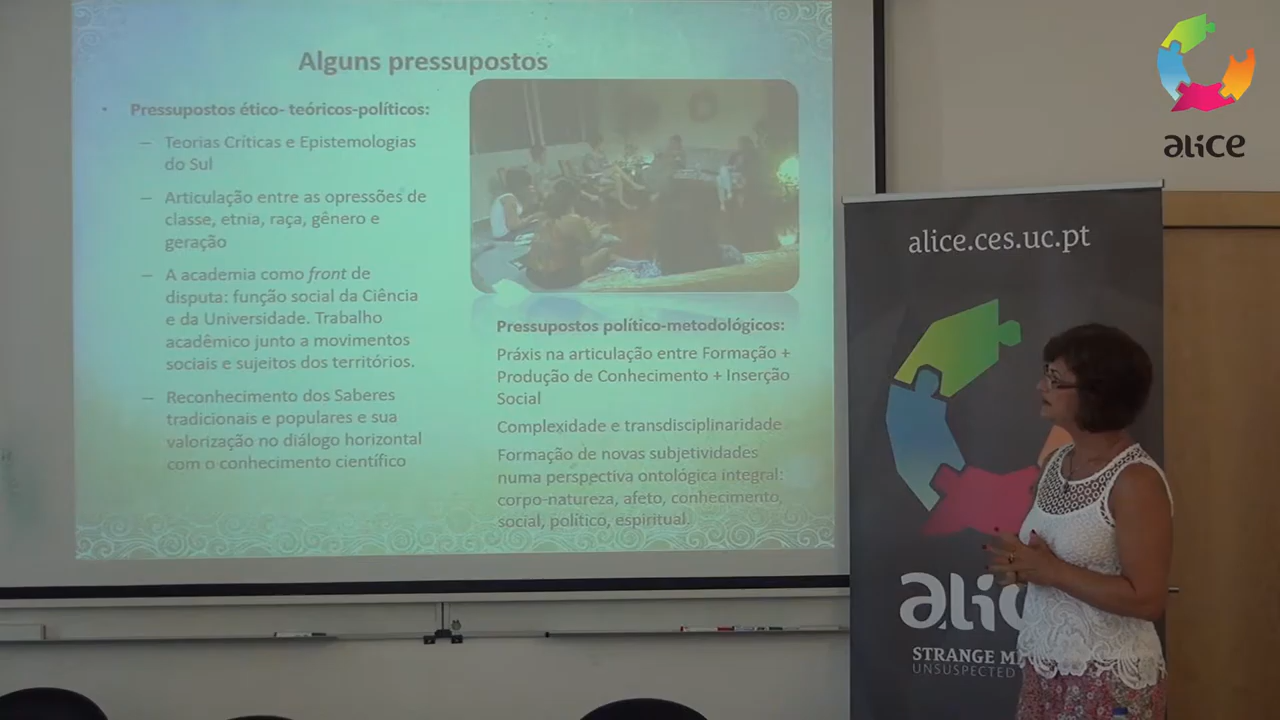 Alguns pressupostos
• Pressupostos ético- teóricos-políticos:
– Teorias Críticas e Epistemologias
do Sul
– Articulação entre as opressões de
classe, etnia, raça, gênero e
geração
– A academia como front de
disputa: função social da Ciência
e da Universidade. Trabalho
acadêmico junto a movimentos
sociais e sujeitos dos territórios.
– Reconhecimento dos Saberes
tradicionais e populares e sua
valorização no diálogo horizontal
com o conhecimento científico
Pressupostos político-metodológicos:
Práxis na articulação entre Formação +
Produção de Conhecimento + Inserção
Social
Complexidade e transdisciplinaridade
Formação de novas subjetividades
numa perspectiva ontológica integral:
corpo-natureza, afeto, conhecimento,
social, político, espiritual.
alice
alice.ces.uc.pt
alic
STRANGE M
UNSUSPECTED